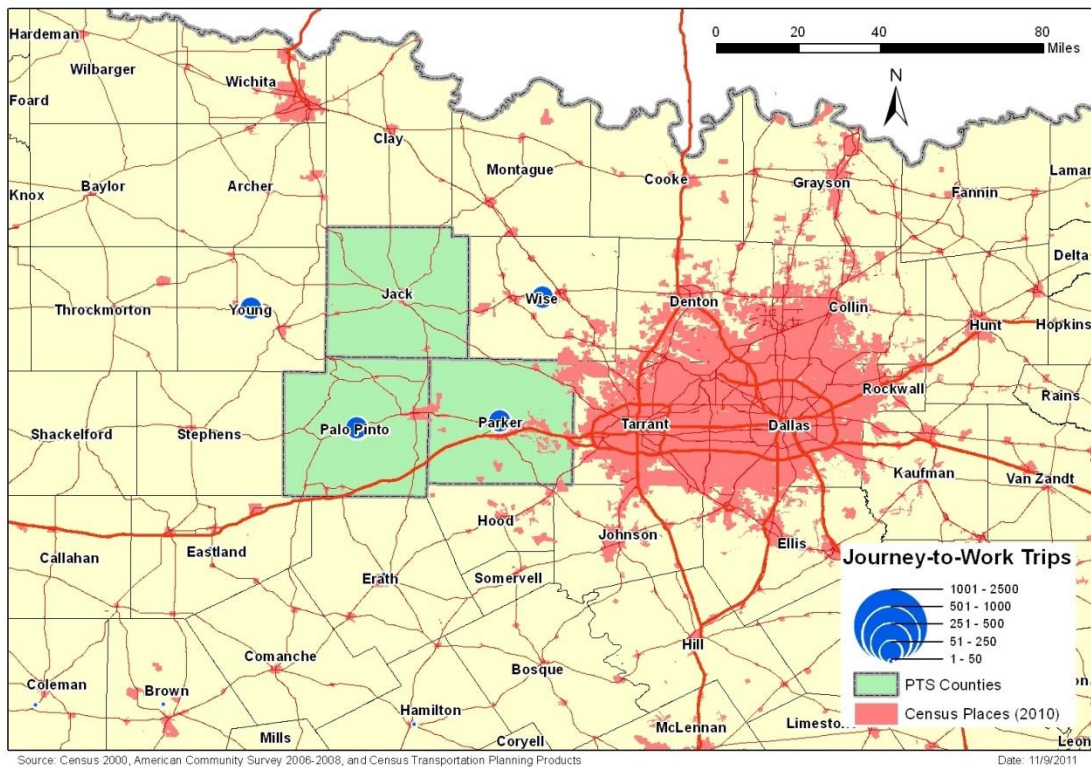 0 20 40 80
Miles
N
Hardeman
Wilbarger
Wichita
Foard
Clay
Montague
Cooke
Grayson
Fannin
Lamar
Knox
Baylor
Archer
Delta
Throckmorton
Young
Jack
Wise
Denton
Collin
Hunt
Hopkins
Rockwall
Rains
Shackelford
Stephens
Palo Pinto
Parker
Tarrant
Dallas
Kaufman
Van Zandt
Hood
Johnson
Ellis
Callahan
Eastland
Erath
Somervell
Hill
Comanche
Bosque
Coleman
Brown
Hamilton
McLennan
Limeston
Mills
Coryell
Leon
Journey-to-Work Trips
1001 - 2500
501 - 1000
251 - 500
51 - 250
1 - 50
PTS Counties
Census Places (2010)
Source: Census 2000, American Community Survey 2006-2008, and Census Transportation Planning Products
Date: 11/9/2011